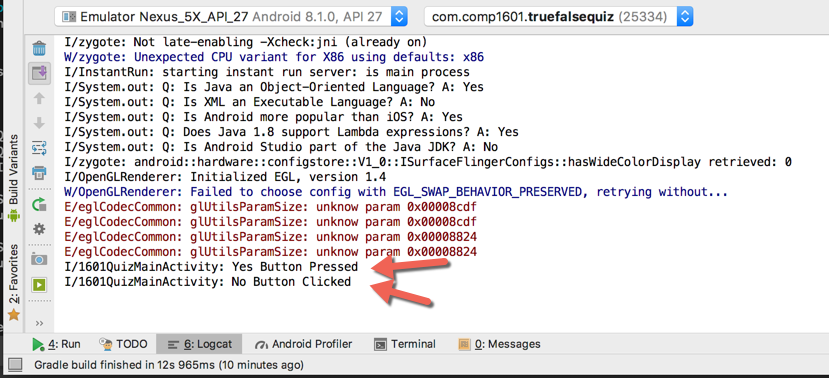 Emulator Nexus_5X_API_27 Android 8.1.0, API 27
com.comp1601.truefalsequiz (25334)
I/zygote: Not late-enabling -Xcheck:jni (already on)
W/zygote: Unexpected CPU variant for X86 using defaults: x86
I/InstantRun: starting instant run server: is main process
I/System.out: Q: Is Java an Object-Oriented Language? A: Yes
I/System.out: Q: Is XML an Executable Language? A: No
I/System.out: Q: Is Android more popular than iOS? A: Yes
I/System.out: Q: Does Java 1.8 support Lambda expressions? A: Yes
I/System.out: Q: Is Android Studio part of the Java JDK? A: No
I/zygote: android::hardware::configstore::V1_0::ISurfaceFlingerConfigs::hasWideColorDisplay retrieved: 0
I/OpenGLRenderer: Initialized EGL, version 1.4
W/OpenGLRenderer: Failed to choose config with EGL_SWAP_BEHAVIOR_PRESERVED, retrying without...
E/eglCodecCommon: glUtilsParamSize: unknow param 0x00008cdf
E/eglCodecCommon: glUtilsParamSize: unknow param 0x00008cdf
E/eglCodecCommon: glUtilsParamSize: unknow param 0x00008824
E/eglCodecCommon: glUtilsParamSize: unknow param 0x00008824
I/1601QuizMainActivity: Yes Button Pressed
I/1601QuizMainActivity: No Button Clicked
Build Variants
2: Favorites
>>
4: Run
TODO
6: Logcat
Android Profiler
Terminal
0: Messages
Gradle build finished in 12s 965ms (10 minutes ago)